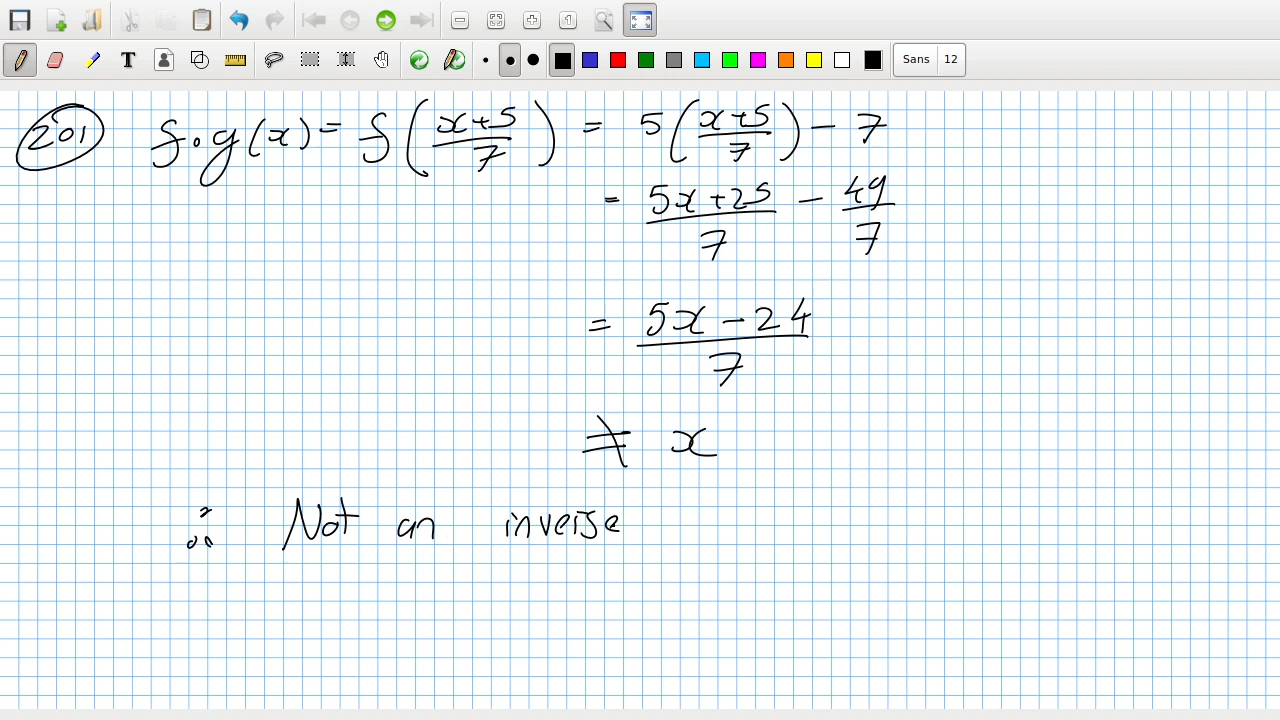 T 1 Sans 12
201 f∘g(x) = f((x+5)/7) = 5((x+5)/7) − 7
= (5x+25)/7 − 49/7
= (5x−24)/7
≠ x
∴ Not an inverse